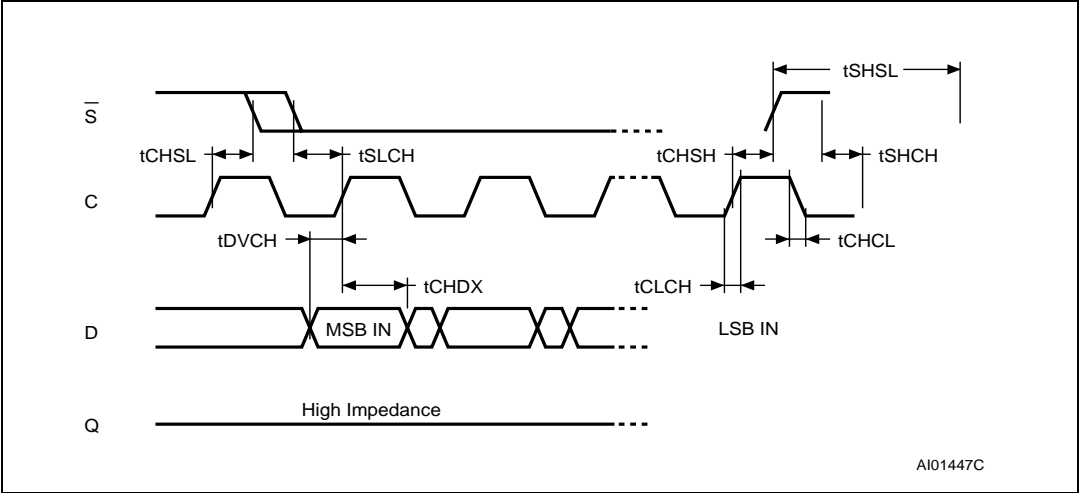 tSHSL
S̅
tCHSL tSLCH tCHSH tSHCH
C
tDVCH tCHCL
tCHDX tCLCH
D MSB IN LSB IN
High Impedance
Q
AI01447C